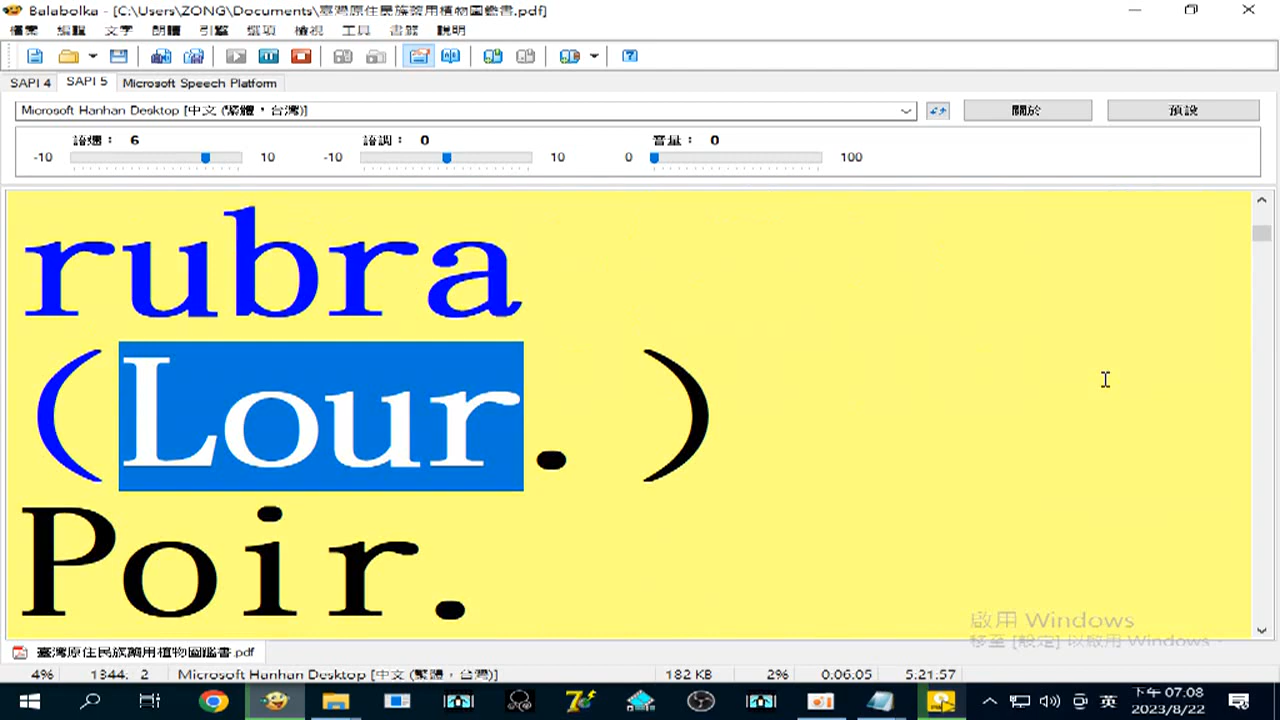 Balabolka - [C:\Users\ZONG\Documents\臺灣原住民族藥用植物圖鑑書.pdf]
檔案 編輯 文字 朗讀 引擎 選項 檢視 工具 書籤 說明
SAPI 4 SAPI 5 Microsoft Speech Platform
Microsoft Hanhan Desktop [中文 (繁體，台灣)] 關於 預設
語速： 6 語調： 0 音量： 0
-10 10 -10 10 0 100
rubra
(Lour.)
Poir.
啟用 Windows
移至 [設定] 以啟用 Windows。
臺灣原住民族藥用植物圖鑑書.pdf
4% 1344: 2 Microsoft Hanhan Desktop [中文 (繁體，台灣)] 182 KB 2% 0:06:05 5:21:57
英 下午 07:08
2023/8/22